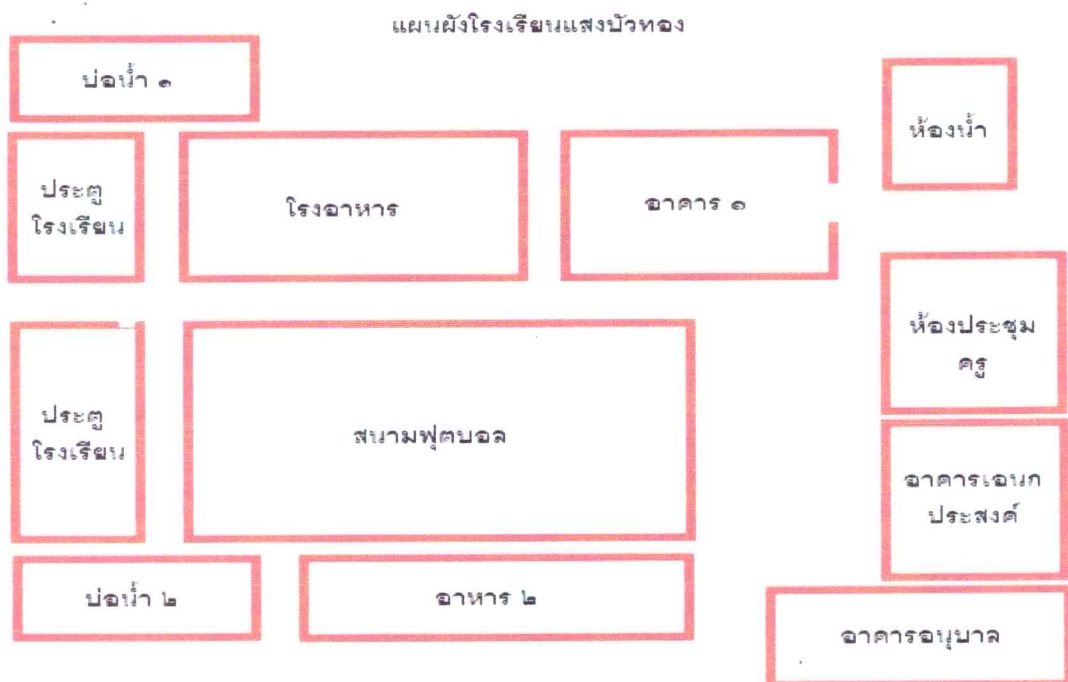 แผนผังโรงเรียนแสงบัวทอง
บ่อน้ำ ๑
ห้องน้ำ
ประตู
โรงเรียน
โรงอาหาร
อาคาร ๑
ห้องประชุม
ครู
ประตู
โรงเรียน
สนามฟุตบอล
อาคารเอนก
ประสงค์
บ่อน้ำ ๒
อาหาร ๒
อาคารอนุบาล